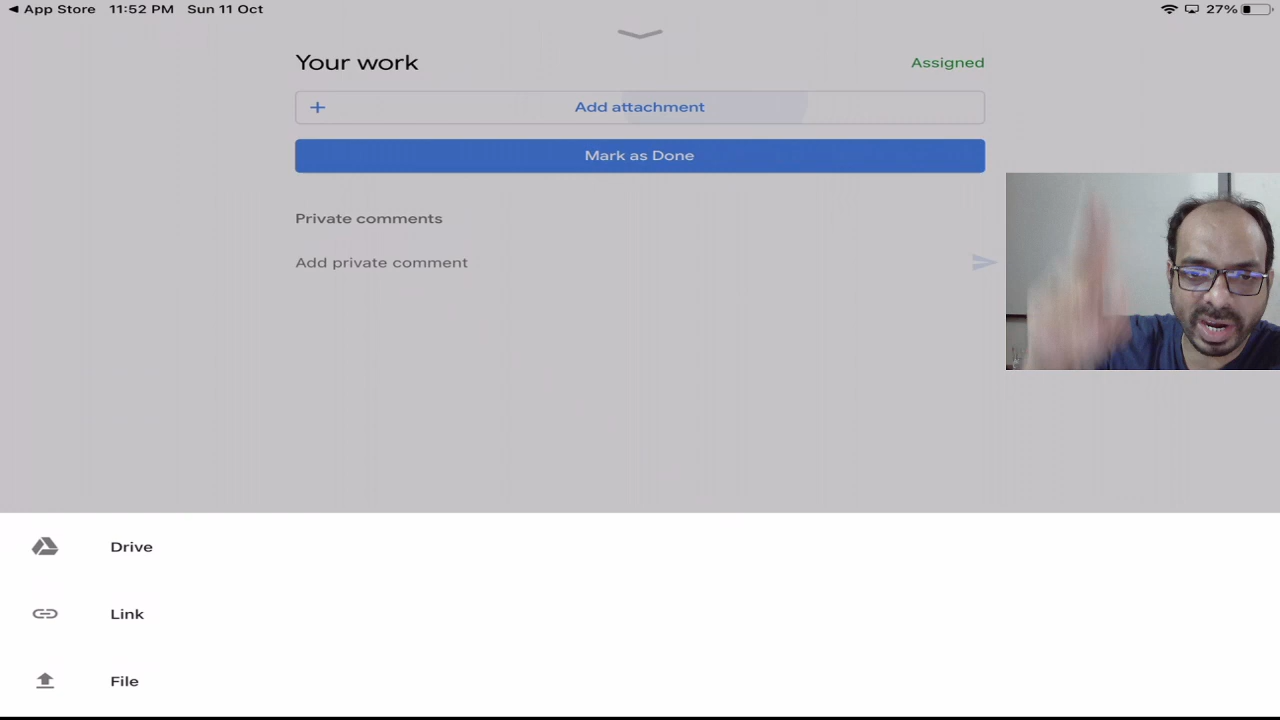 App Store 11:52 PM Sun 11 Oct 27%
Your work Assigned
+ Add attachment
Mark as Done
Private comments
Add private comment
Drive
Link
File